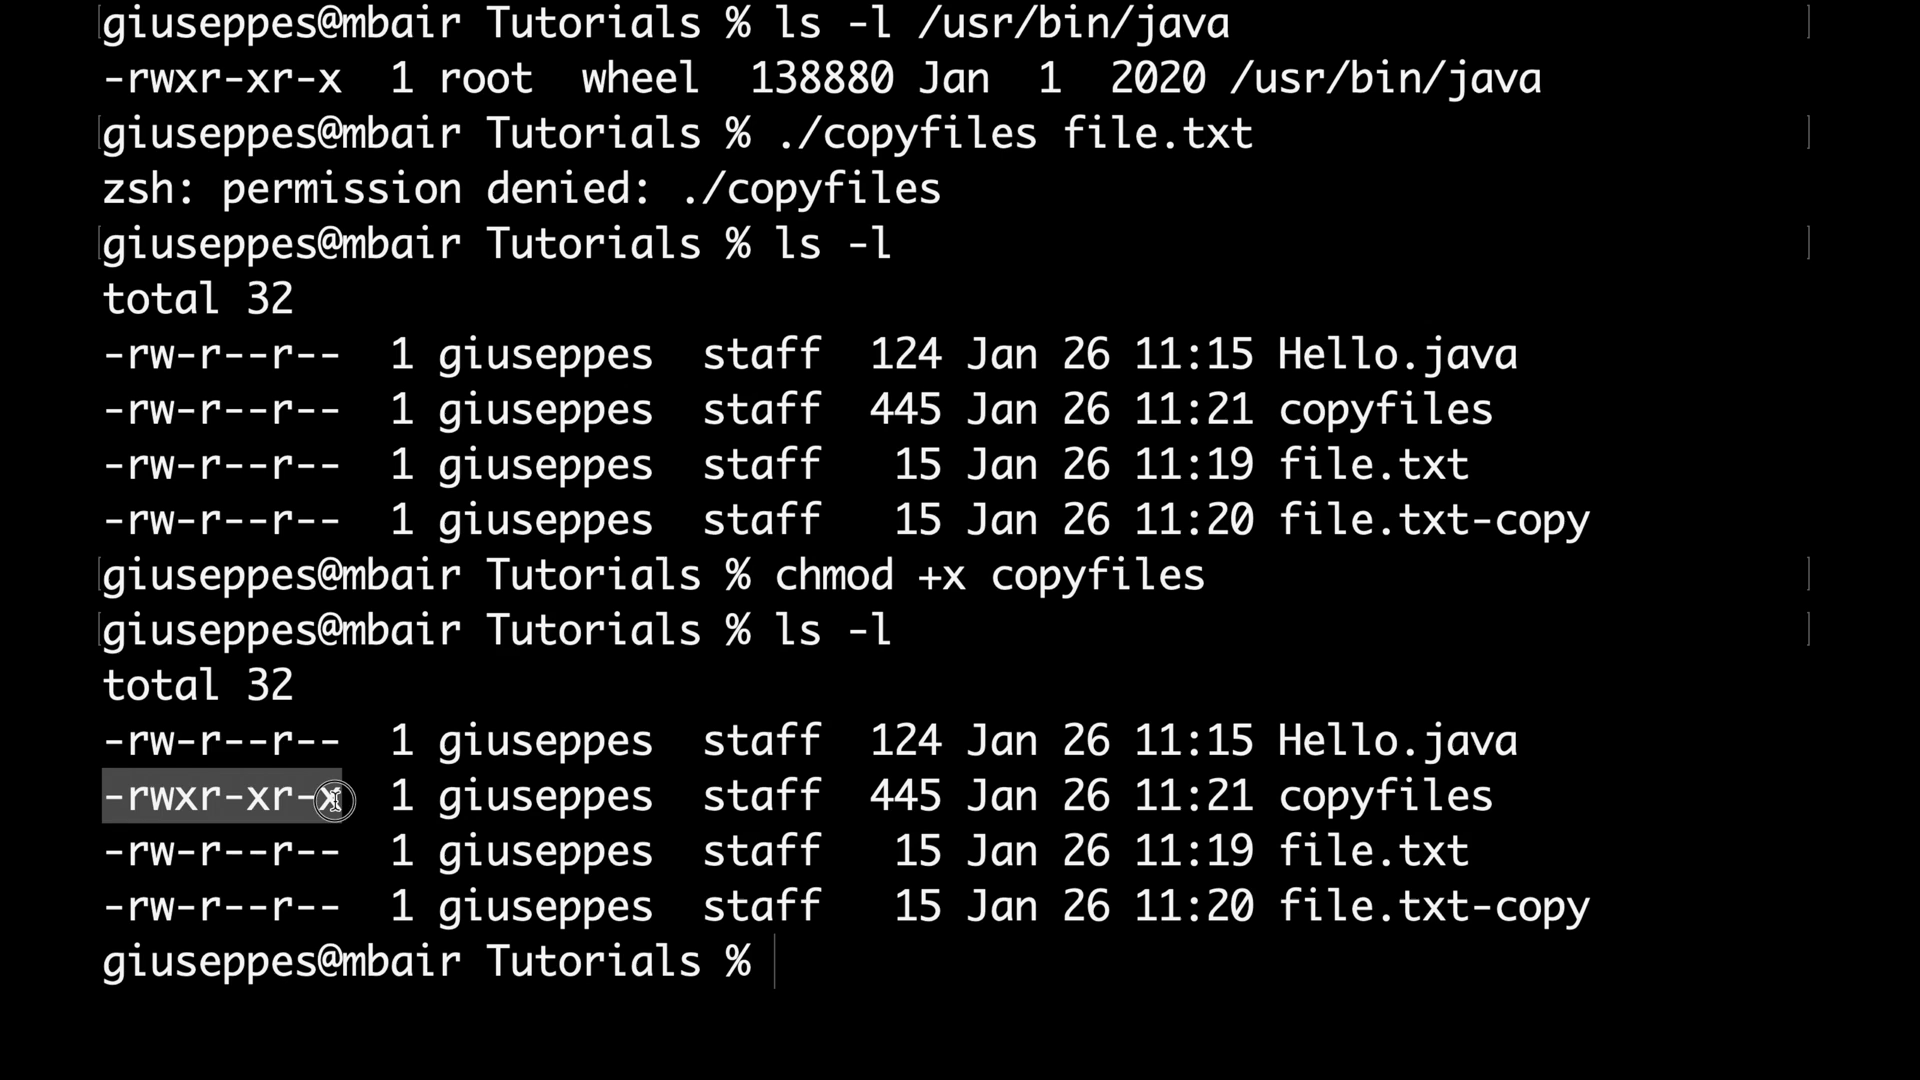 giuseppes@mbair Tutorials % ls -l /usr/bin/java
-rwxr-xr-x  1 root  wheel  138880 Jan  1  2020 /usr/bin/java
giuseppes@mbair Tutorials % ./copyfiles file.txt
zsh: permission denied: ./copyfiles
giuseppes@mbair Tutorials % ls -l
total 32
-rw-r--r--  1 giuseppes  staff  124 Jan 26 11:15 Hello.java
-rw-r--r--  1 giuseppes  staff  445 Jan 26 11:21 copyfiles
-rw-r--r--  1 giuseppes  staff   15 Jan 26 11:19 file.txt
-rw-r--r--  1 giuseppes  staff   15 Jan 26 11:20 file.txt-copy
giuseppes@mbair Tutorials % chmod +x copyfiles
giuseppes@mbair Tutorials % ls -l
total 32
-rw-r--r--  1 giuseppes  staff  124 Jan 26 11:15 Hello.java
-rwxr-xr-x  1 giuseppes  staff  445 Jan 26 11:21 copyfiles
-rw-r--r--  1 giuseppes  staff   15 Jan 26 11:19 file.txt
-rw-r--r--  1 giuseppes  staff   15 Jan 26 11:20 file.txt-copy
giuseppes@mbair Tutorials %